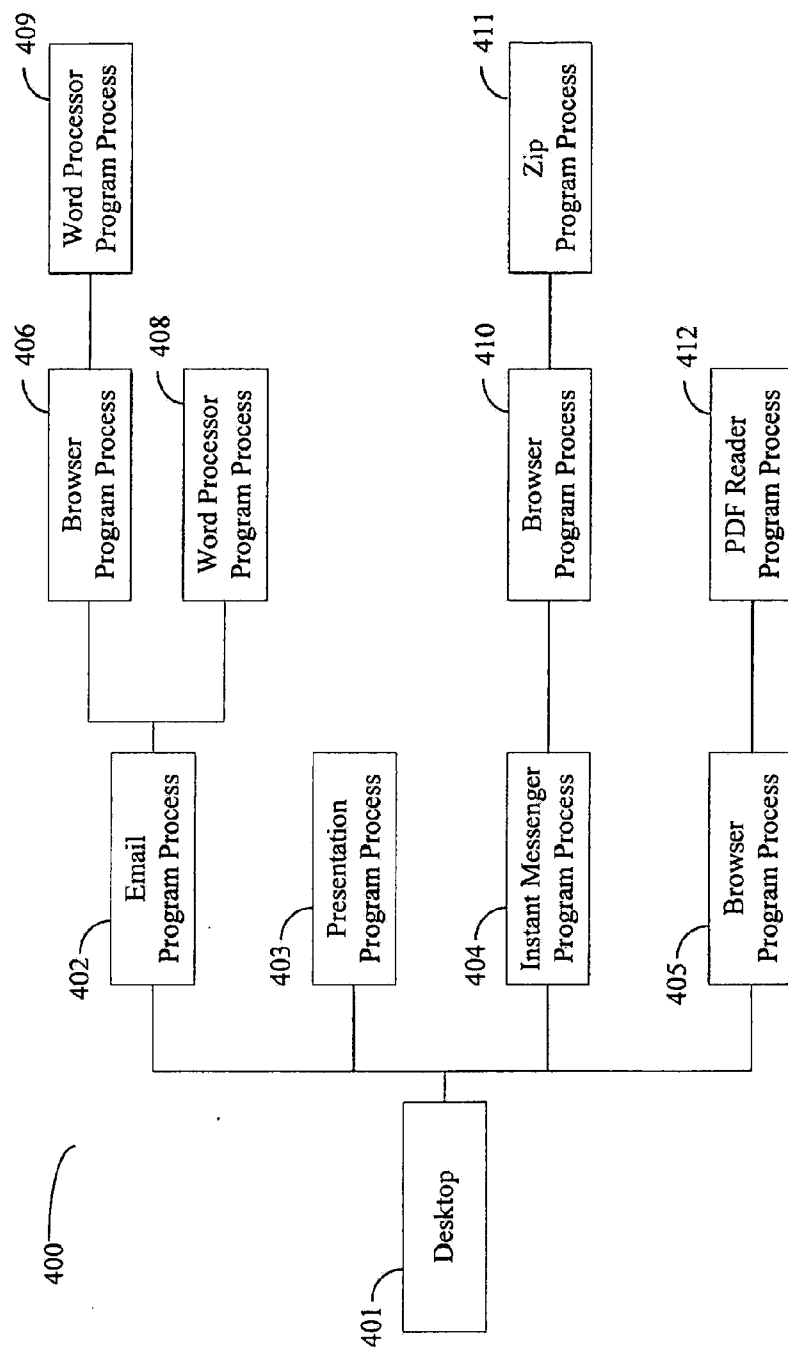 400
401
Desktop
402
Email
Program Process
403
Presentation
Program Process
404
Instant Messenger
Program Process
405
Browser
Program Process
406
Browser
Program Process
408
Word Processor
Program Process
410
Browser
Program Process
412
PDF Reader
Program Process
409
Word Processor
Program Process
411
Zip
Program Process